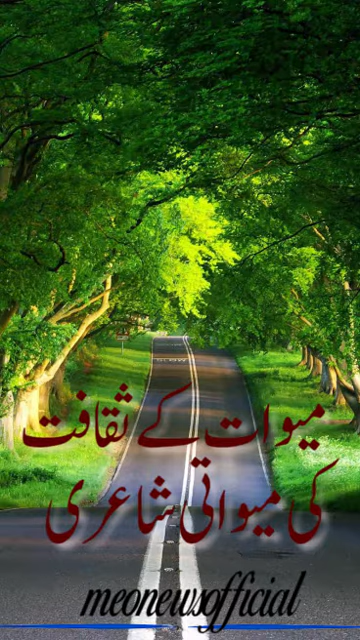 میوات کے ثقافت
کی میواتی شاعری
meonewsofficial